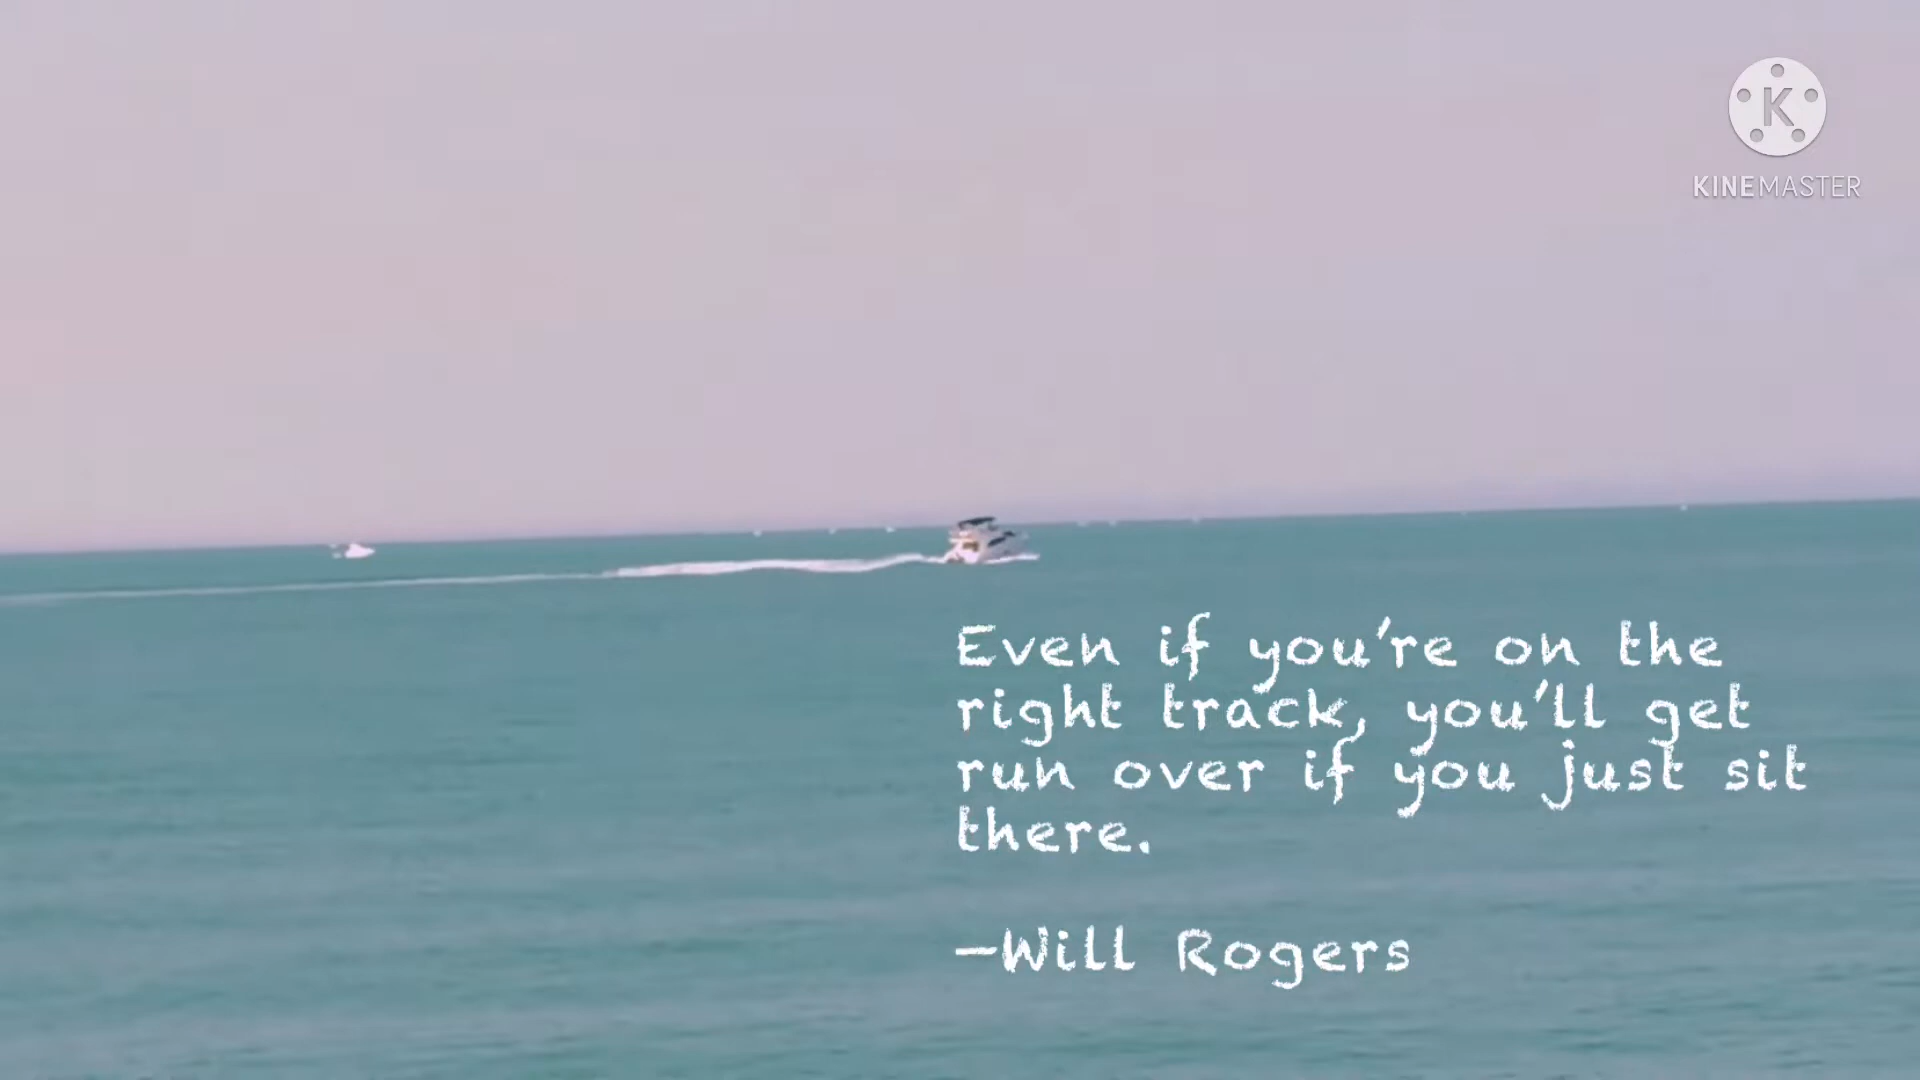 K
KINEMASTER
Even if you're on the
right track, you'll get
run over if you just sit
there.
—Will Rogers